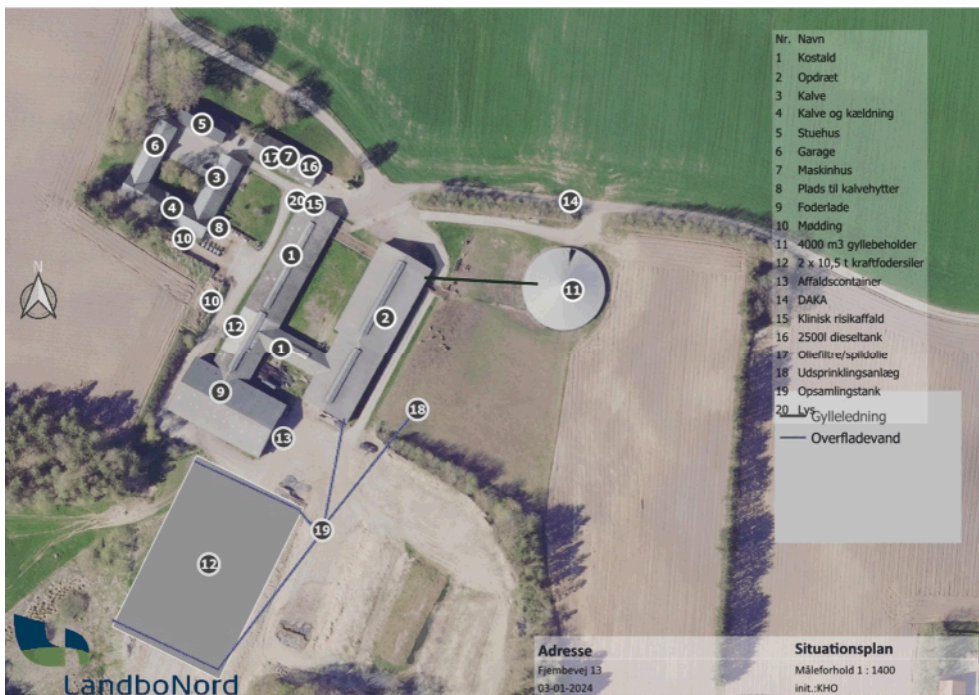 Nr. Navn
1 Kostald
2 Opdræt
3 Kalve
4 Kalve og kældning
5 Stuehus
6 Garage
7 Maskinhus
8 Plads til kalvehytter
9 Foderlade
10 Mødding
11 4000 m3 gyllebeholder
12 2 x 10,5 t kraftfodersiler
13 Affaldscontainer
14 DAKA
15 Klinisk risikaffald
16 2500l dieseltank
17 Oliefiltre/spildolie
18 Udsprinklingsanlæg
19 Opsamlingstank
20 Lys
Gylleledning
Overfladevand
5
6
17
7
16
3
20
15
4
8
10
14
1
11
10
2
12
1
9
18
13
19
12
N
LandboNord
Adresse
Fjembevej 13
03-01-2024
Situationsplan
Måleforhold 1 : 1400
init.:KHO